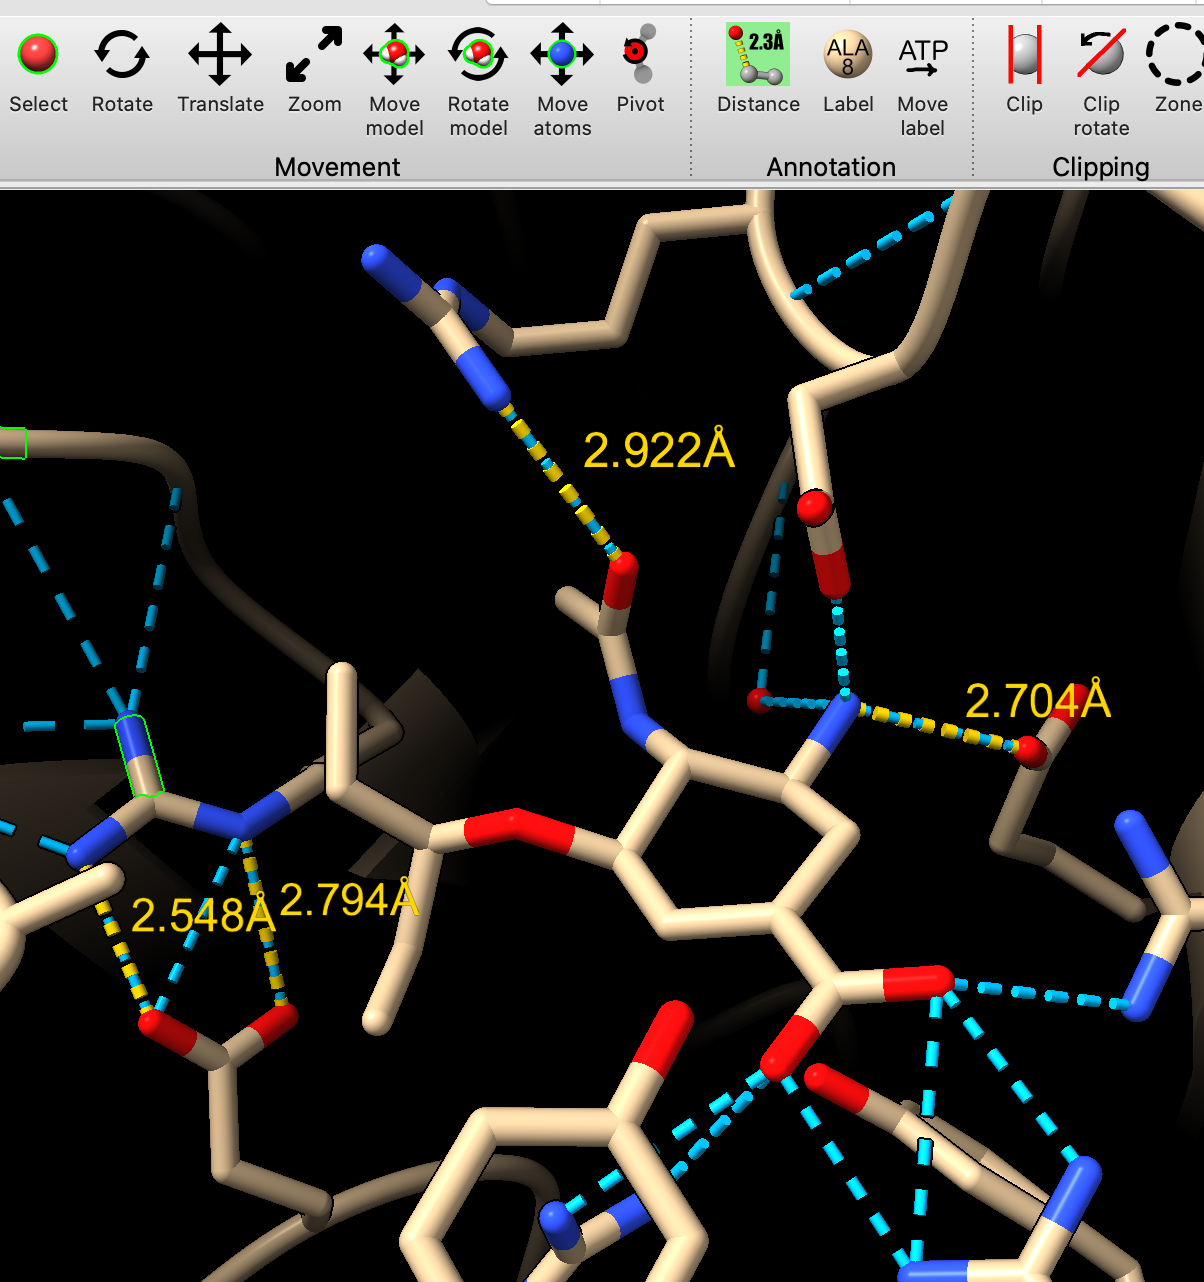 2.3Å
ALA
8
ATP
Select
Rotate
Translate
Zoom
Move
model
Rotate
model
Move
atoms
Pivot
Distance
Label
Move
label
Clip
Clip
rotate
Zone
Movement
Annotation
Clipping
2.922Å
2.704Å
2.548Å
2.794Å